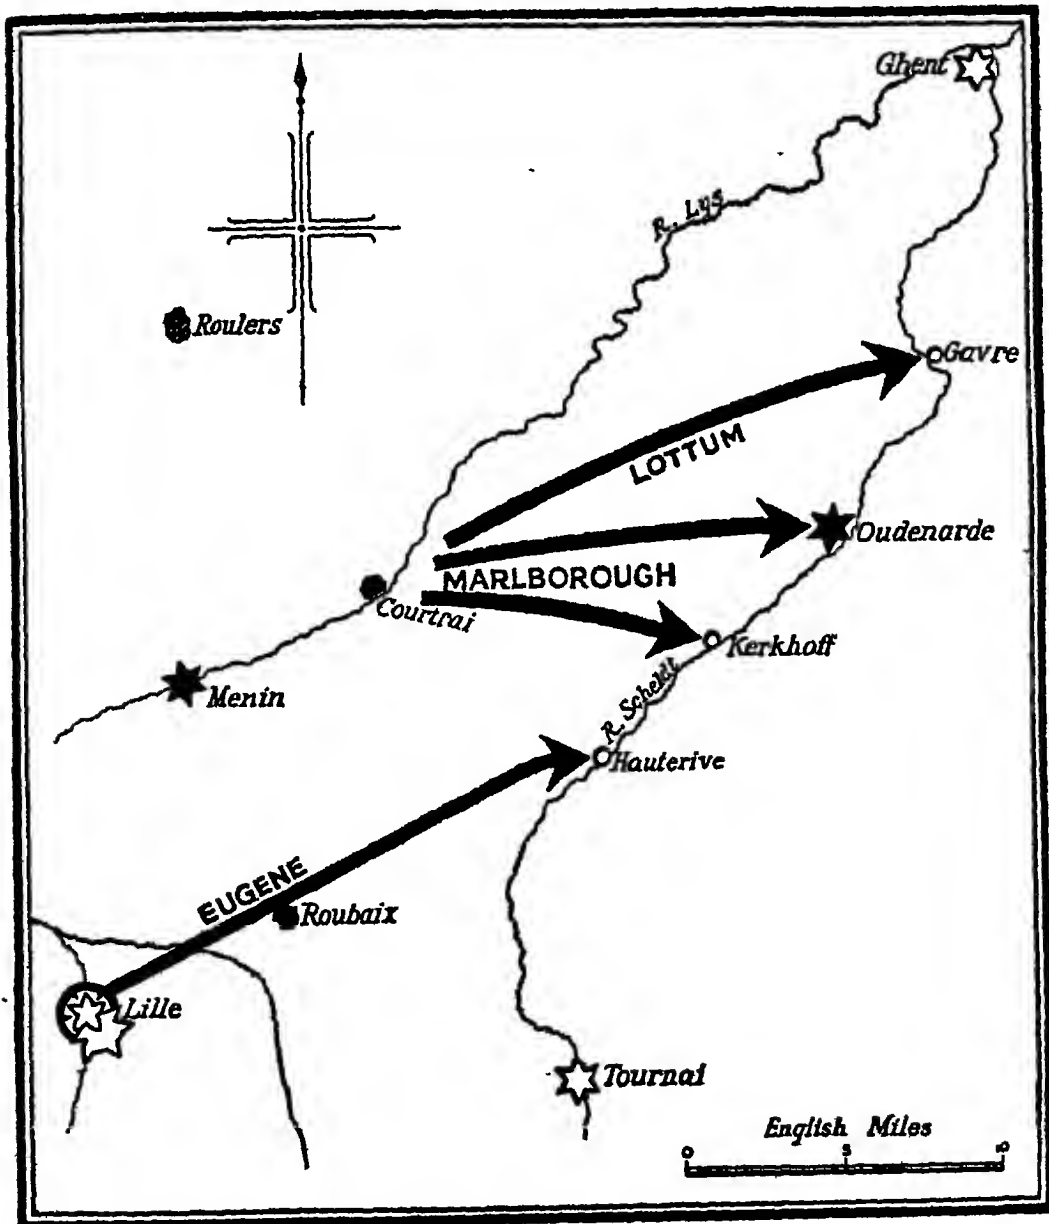 Ghent
R. Lys
Roulers
Gavre
LOTTUM
Oudenarde
MARLBOROUGH
Courtrai
Kerkhoff
Menin
R. Scheldt
Hauterive
EUGENE
Roubaix
Lille
Tournai
English Miles
0 5 10